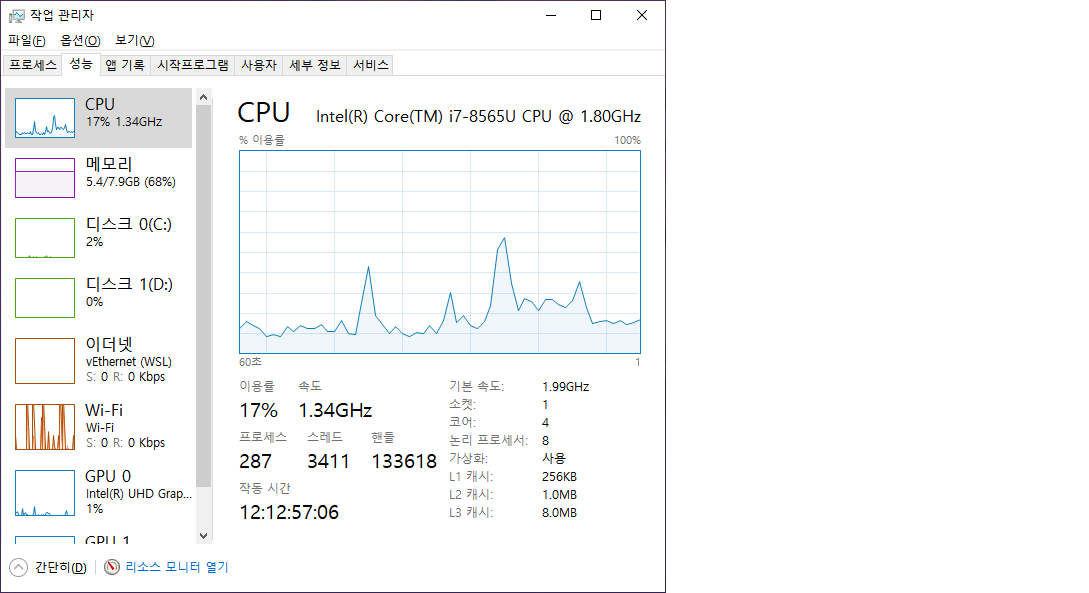 작업 관리자
파일(F) 옵션(O) 보기(V)
프로세스 성능 앱 기록 시작프로그램 사용자 세부 정보 서비스
CPU
17% 1.34GHz
메모리
5.4/7.9GB (68%)
디스크 0(C:)
2%
디스크 1(D:)
0%
이더넷
vEthernet (WSL)
S: 0 R: 0 Kbps
Wi-Fi
Wi-Fi
S: 0 R: 0 Kbps
GPU 0
Intel(R) UHD Grap...
1%
GPU 1
CPU Intel(R) Core(TM) i7-8565U CPU @ 1.80GHz
% 이용률 100%
60초 1
이용률 속도
17% 1.34GHz
프로세스 스레드 핸들
287 3411 133618
작동 시간
12:12:57:06
기본 속도: 1.99GHz
소켓: 1
코어: 4
논리 프로세서: 8
가상화: 사용
L1 캐시: 256KB
L2 캐시: 1.0MB
L3 캐시: 8.0MB
간단히(D) 리소스 모니터 열기